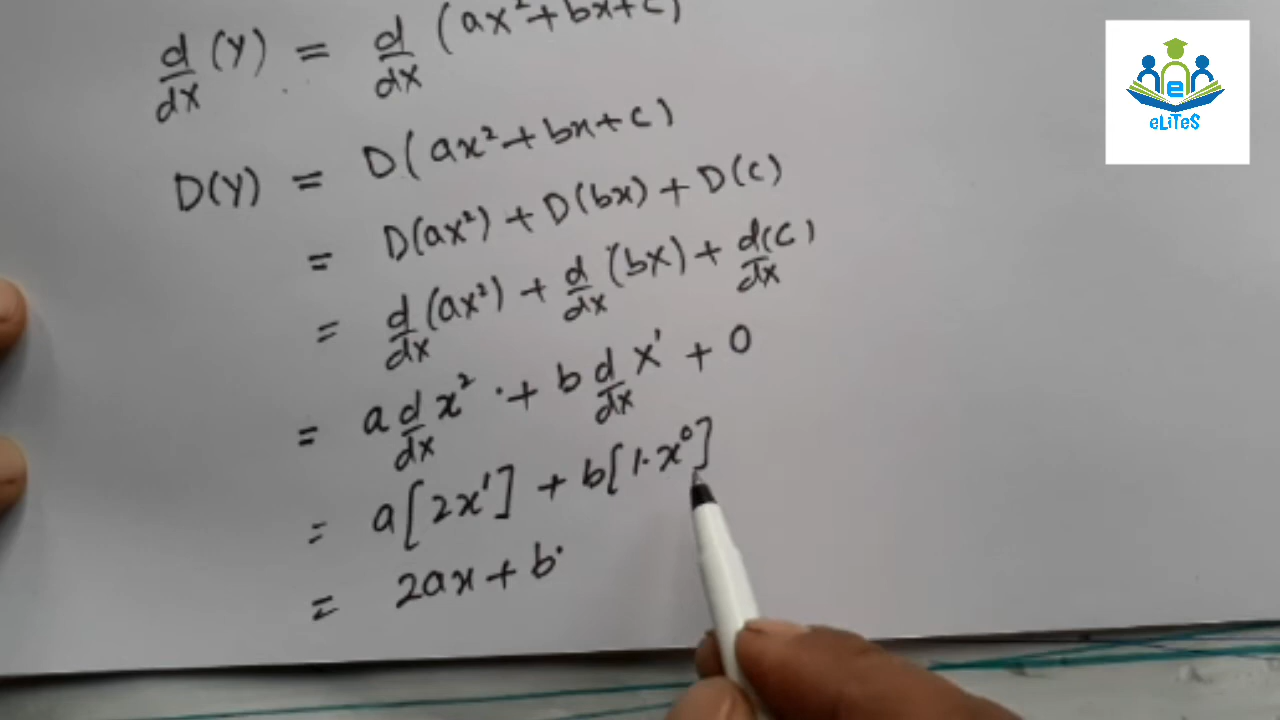 d/dx (y) = d/dx (ax² + bx + c)
D(y) = D(ax² + bx + c)
= D(ax²) + D(bx) + D(c)
= d/dx (ax²) + d/dx (bx) + d(c)/dx
= a d/dx x² + b d/dx x¹ + 0
= a[2x¹] + b[1·x⁰]
= 2ax + b
e
eLiTeS